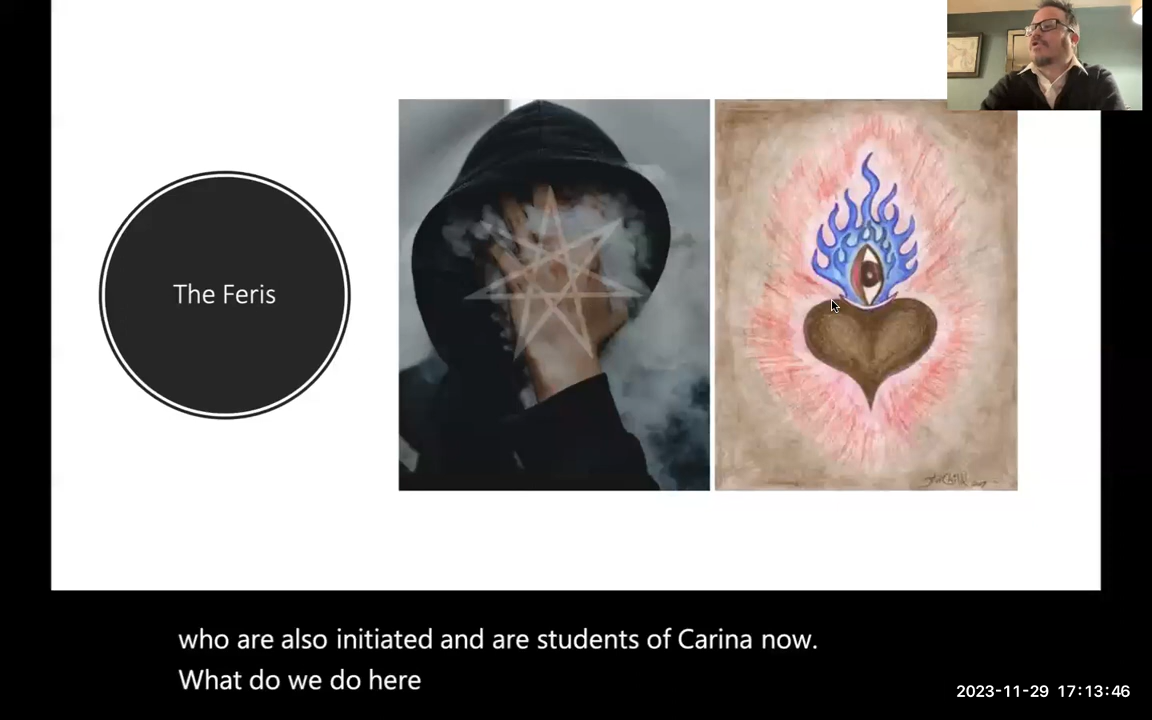 The Feris
who are also initiated and are students of Carina now.
What do we do here
2023-11-29 17:13:46